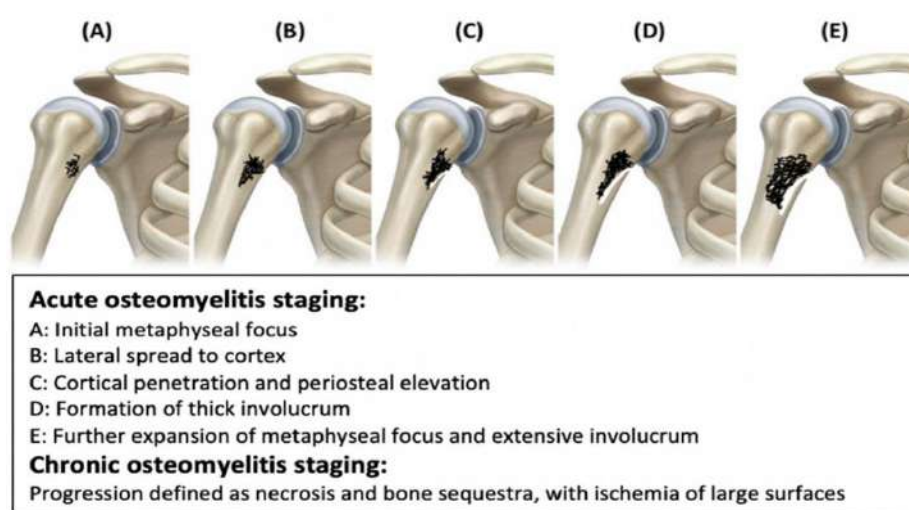 (A) (B) (C) (D) (E)
Acute osteomyelitis staging:
A: Initial metaphyseal focus
B: Lateral spread to cortex
C: Cortical penetration and periosteal elevation
D: Formation of thick involucrum
E: Further expansion of metaphyseal focus and extensive involucrum
Chronic osteomyelitis staging:
Progression defined as necrosis and bone sequestra, with ischemia of large surfaces